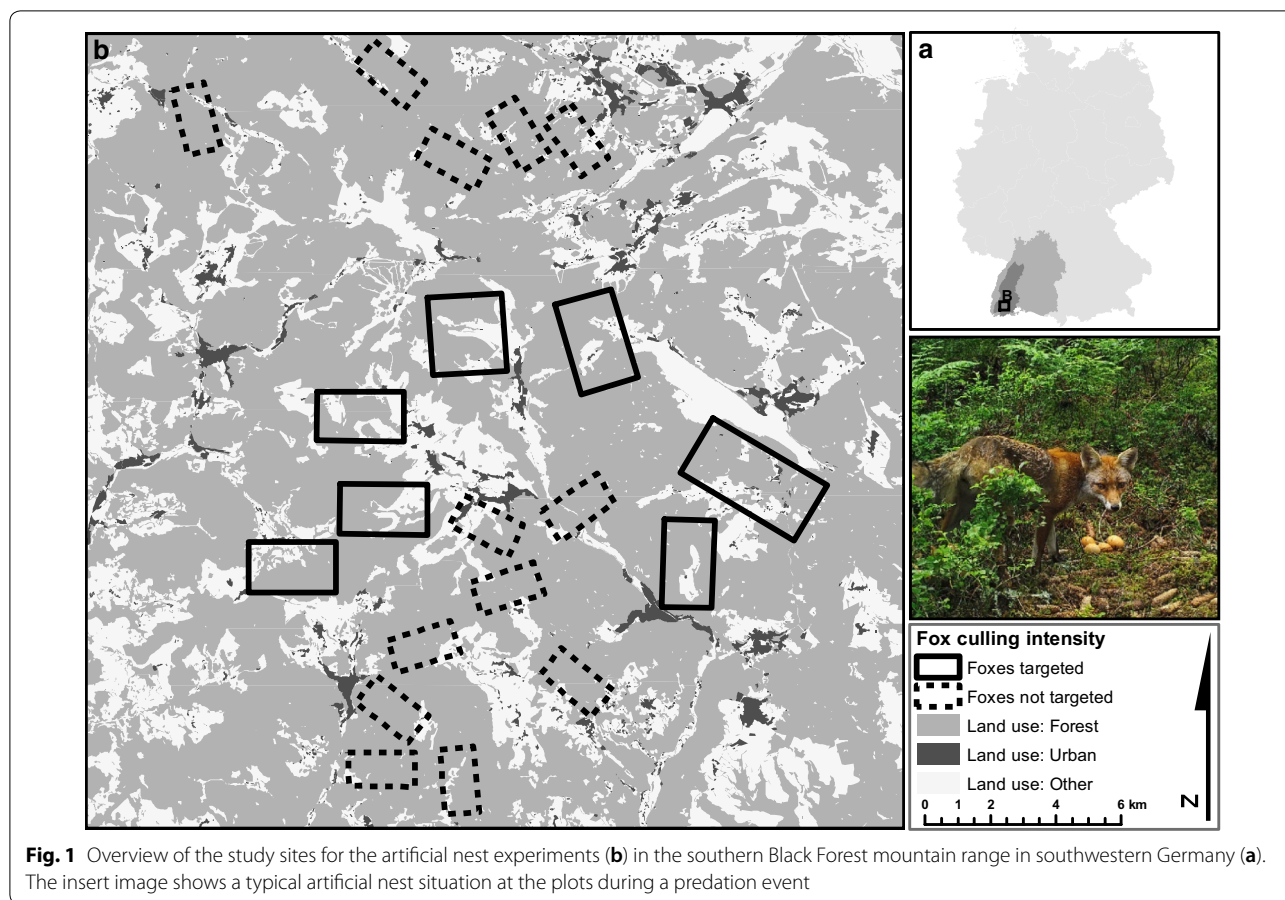 b
a
B
Fox culling intensity
Foxes targeted
Foxes not targeted
Land use: Forest
Land use: Urban
Land use: Other
0 1 2 4 6 km
N
Fig. 1 Overview of the study sites for the artificial nest experiments (b) in the southern Black Forest mountain range in southwestern Germany (a).
The insert image shows a typical artificial nest situation at the plots during a predation event